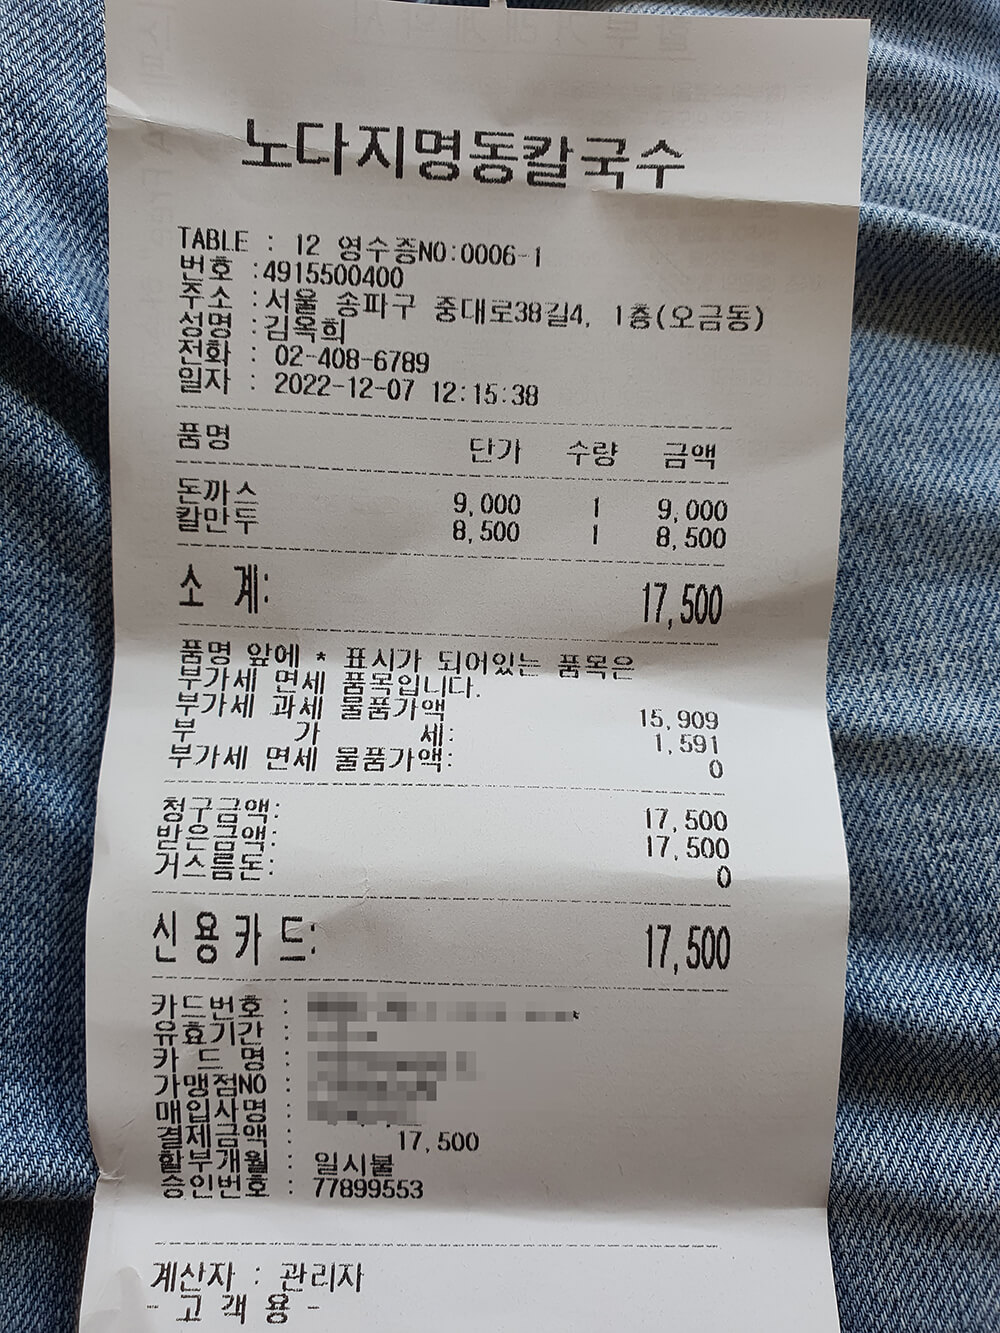 노다지명동칼국수
TABLE : 12 영수증NO:0006-1
번호 :4915500400
주소 :서울 송파구 중대로38길4, 1층(오금동)
성명 :김옥희
전화 : 02-408-6789
일자 : 2022-12-07 12:15:38
품명 단가 수량 금액
돈까스 9,000 1 9,000
칼만두 8,500 1 8,500
소 계: 17,500
품명 앞에 * 표시가 되어있는 품목은
부가세 면세 품목입니다.
부가세 과세 물품가액 15,909
부 가 세: 1,591
부가세 면세 물품가액: 0
청구금액: 17,500
받은금액: 17,500
거스름돈: 0
신용카드: 17,500
카드번호 :
유효기간 :
카 드 명 :
가맹점NO :
매입사명 :
결제금액 : 17,500
할부개월 : 일시불
승인번호 : 77899553
계산자 : 관리자
- 고 객 용 -